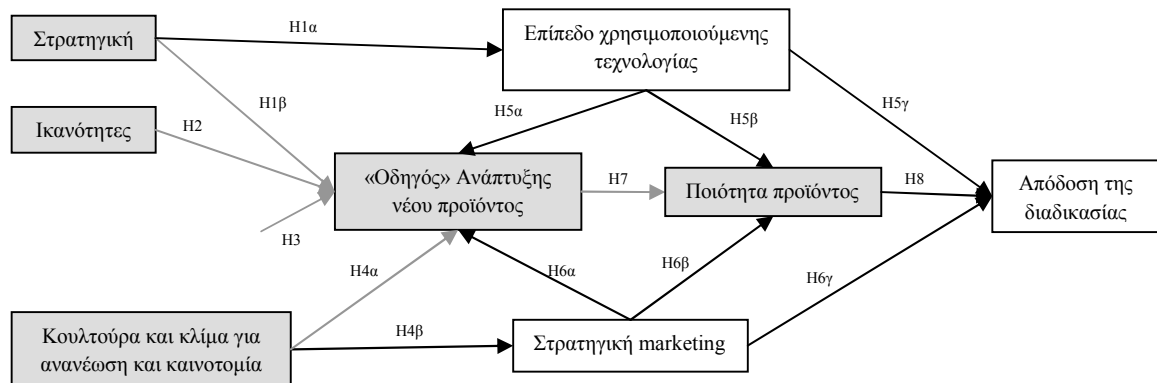 Στρατηγική
H1α
Επίπεδο χρησιμοποιούμενης
τεχνολογίας
H1β
H5α
H5β
H5γ
Ικανότητες
H2
«Οδηγός» Ανάπτυξης
νέου προϊόντος
H7
Ποιότητα προϊόντος
H8
Απόδοση της
διαδικασίας
H3
H4α
H6α
H6β
H6γ
Κουλτούρα και κλίμα για
ανανέωση και καινοτομία
H4β
Στρατηγική marketing